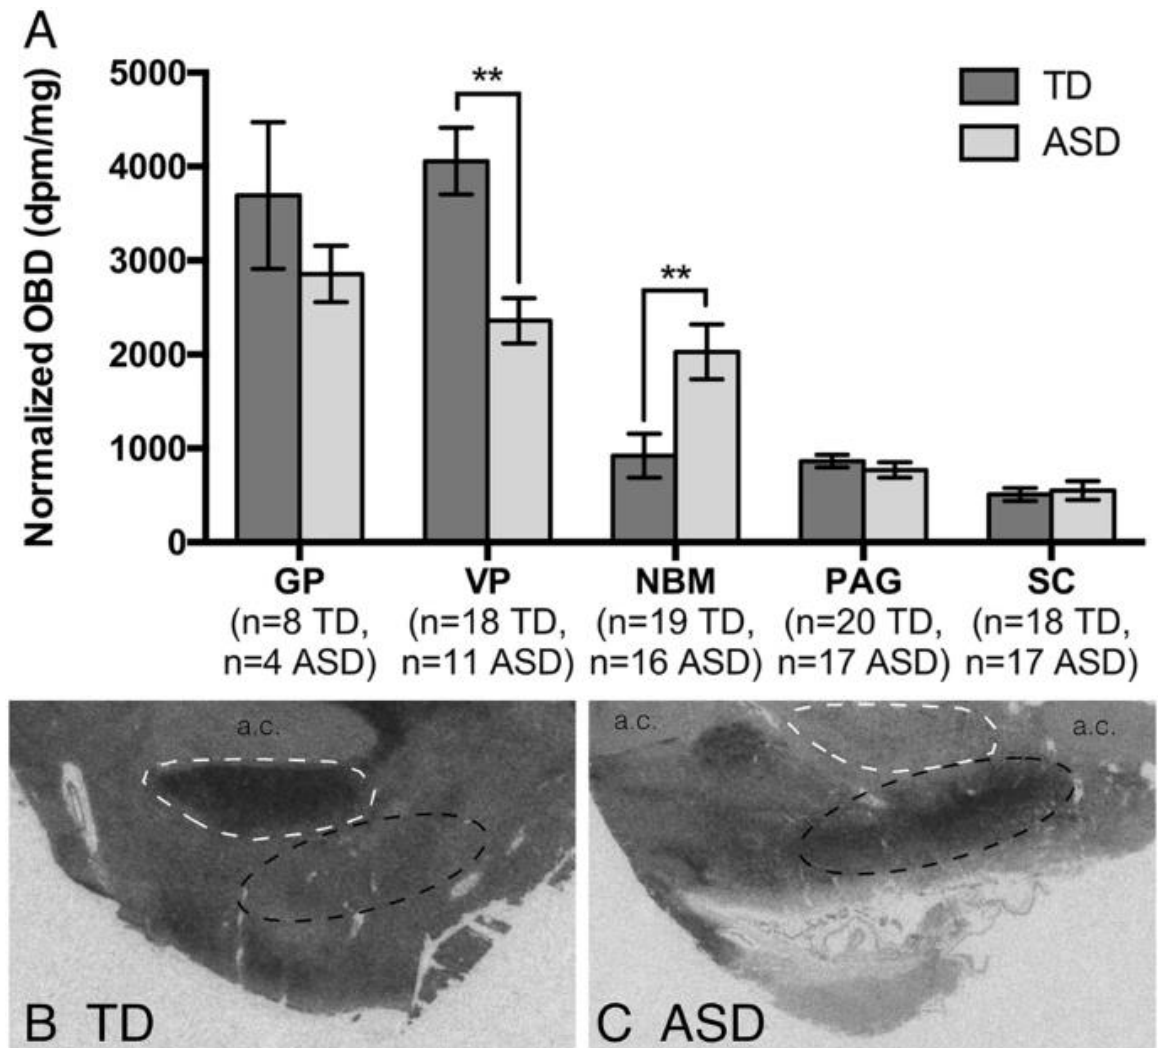 A
Normalized OBD (dpm/mg)
5000
4000
3000
2000
1000
0
**
**
TD
ASD
GP
(n=8 TD,
n=4 ASD)
VP
(n=18 TD,
n=11 ASD)
NBM
(n=19 TD,
n=16 ASD)
PAG
(n=20 TD,
n=17 ASD)
SC
(n=18 TD,
n=17 ASD)
a.c.
B TD
a.c.
a.c.
C ASD